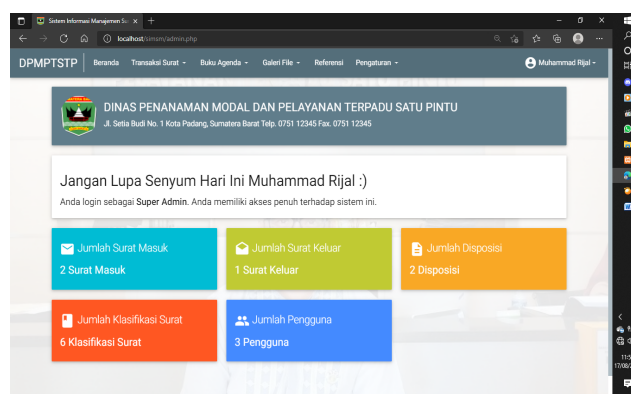 Sistem Informasi Manajemen Su
localhost/simsm/admin.php
DPMPTSTP
Beranda Transaksi Surat Buku Agenda Galeri File Referensi Pengaturan Muhammad Rijal
DINAS PENANAMAN MODAL DAN PELAYANAN TERPADU SATU PINTU
Jl. Setia Budi No. 1 Kota Padang, Sumatera Barat Telp. 0751 12345 Fax. 0751 12345
Jangan Lupa Senyum Hari Ini Muhammad Rijal :)
Anda login sebagai Super Admin. Anda memiliki akses penuh terhadap sistem ini.
Jumlah Surat Masuk
2 Surat Masuk
Jumlah Surat Keluar
1 Surat Keluar
Jumlah Disposisi
2 Disposisi
Jumlah Klasifikasi Surat
6 Klasifikasi Surat
Jumlah Pengguna
3 Pengguna